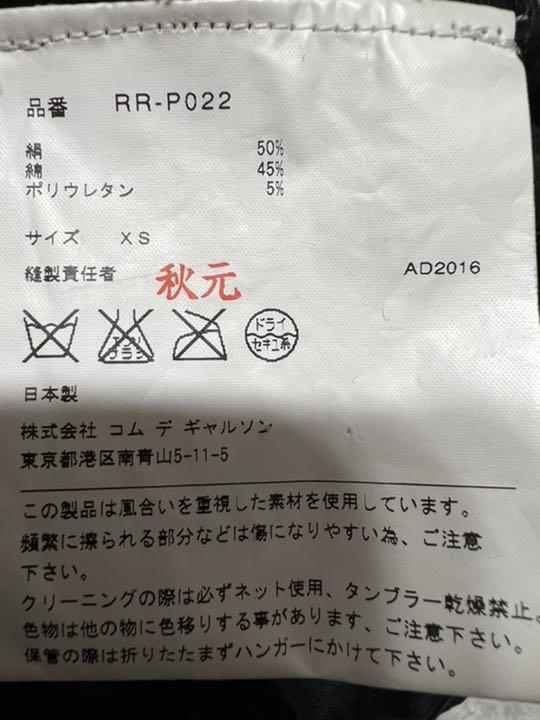 品番 RR-P022
絹 50%
綿 45%
ポリウレタン 5%
サイズ XS
縫製責任者 秋元 AD2016
ドライ
セキユ系
日本製
株式会社 コム デ ギャルソン
東京都港区南青山5-11-5
この製品は風合いを重視した素材を使用しています。
頻繁に擦られる部分などは傷になりやすい為、ご注意
下さい。
クリーニングの際は必ずネット使用、タンブラー乾燥禁止。
色物は他の物に色移りする事があります、ご注意下さい。
保管の際は折りたたまずハンガーにかけて下さい。